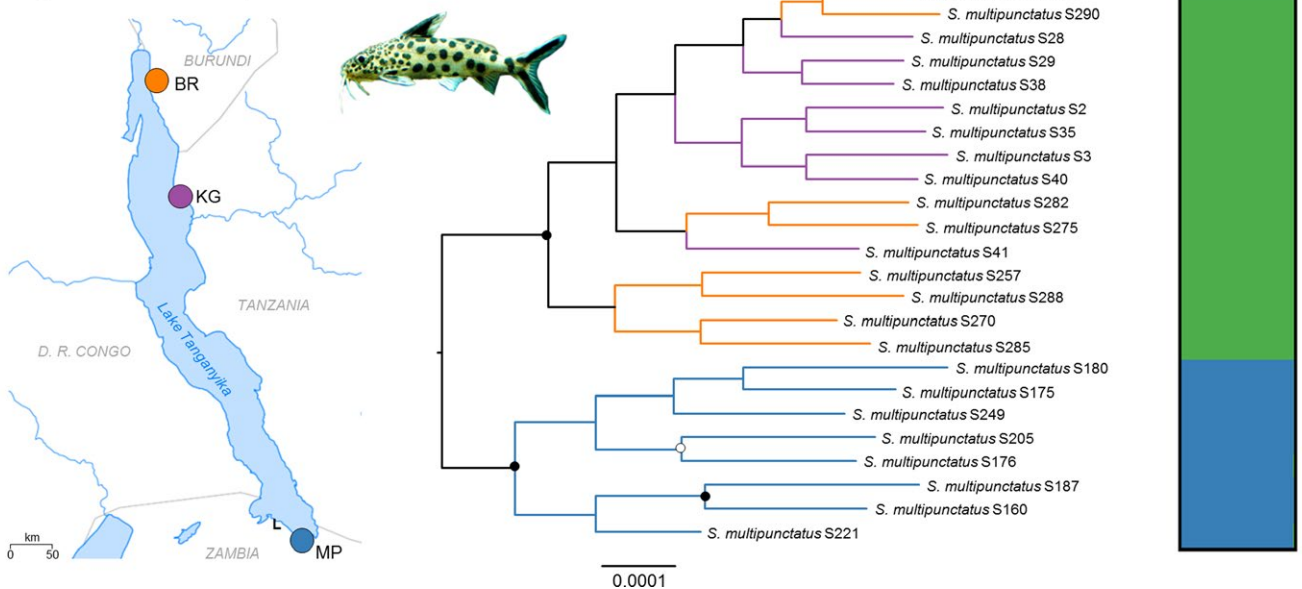 BURUNDI
BR
KG
TANZANIA
Lake Tanganyika
D. R. CONGO
L
MP
ZAMBIA
km
0 50
S. multipunctatus S290
S. multipunctatus S28
S. multipunctatus S29
S. multipunctatus S38
S. multipunctatus S2
S. multipunctatus S35
S. multipunctatus S3
S. multipunctatus S40
S. multipunctatus S282
S. multipunctatus S275
S. multipunctatus S41
S. multipunctatus S257
S. multipunctatus S288
S. multipunctatus S270
S. multipunctatus S285
S. multipunctatus S180
S. multipunctatus S175
S. multipunctatus S249
S. multipunctatus S205
S. multipunctatus S176
S. multipunctatus S187
S. multipunctatus S160
S. multipunctatus S221
0.0001